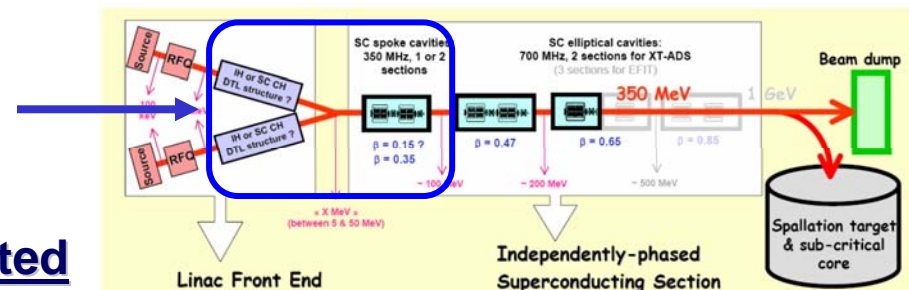 SC spoke cavities:
350 MHz, 1 or 2
sections
SC elliptical cavities:
700 MHz, 2 sections for XT-ADS
(3 sections for EFIT)
Beam dump
Source
RFQ
IH or SC CH
DTL structure ?
350 MeV
1 GeV
100
keV
IH or SC CH
DTL structure ?
Source
RFQ
β = 0.15 ?
β = 0.35
β = 0.47
β = 0.65
β = 0.85
~ 100 MeV
~ 200 MeV
~ 500 MeV
« X MeV »
(between 5 & 50 MeV)
Spallation target
& sub-critical
core
ted
Linac Front End
Independently-phased
Superconducting Section